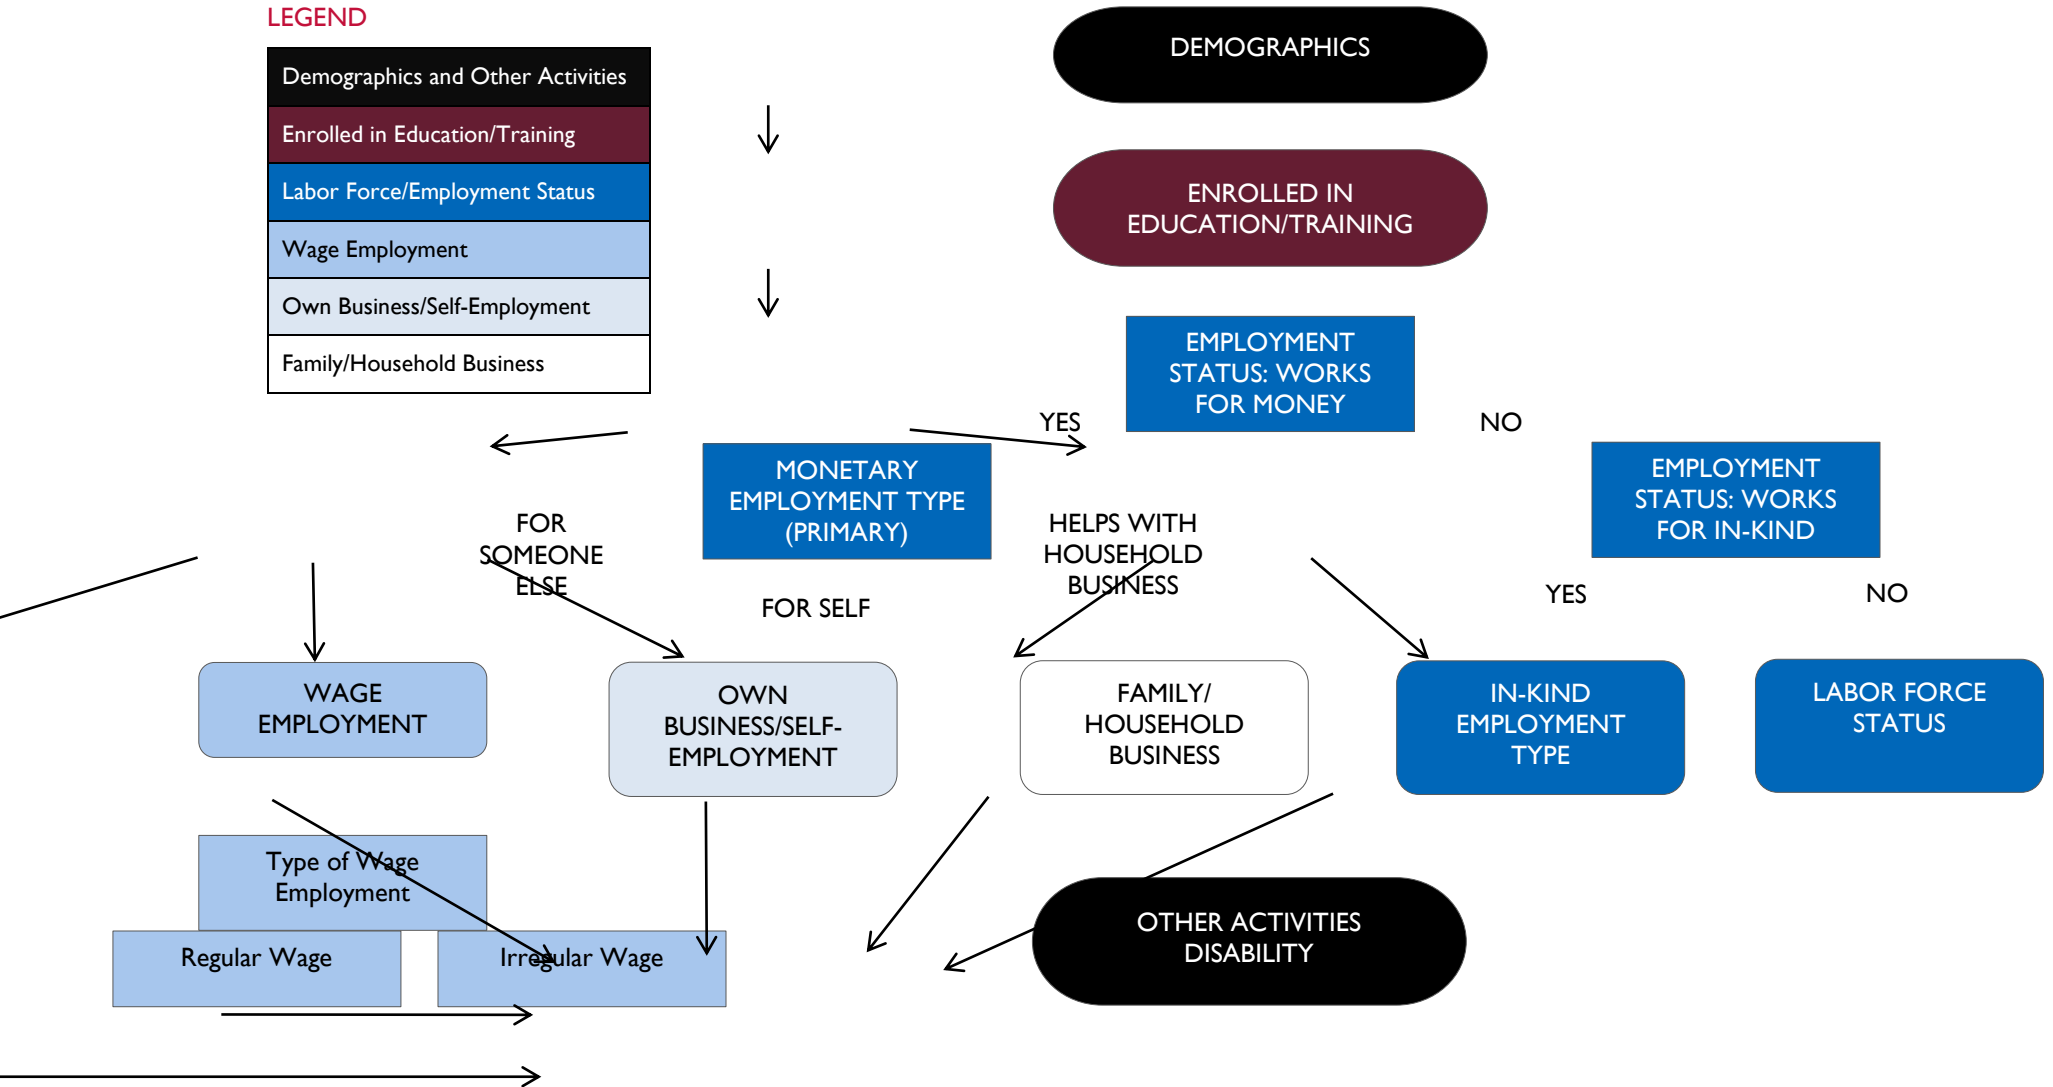 LEGEND
Demographics and Other Activities
Enrolled in Education/Training
Labor Force/Employment Status
Wage Employment
Own Business/Self-Employment
Family/Household Business
DEMOGRAPHICS
ENROLLED IN
EDUCATION/TRAINING
EMPLOYMENT
STATUS: WORKS
FOR MONEY
YES
NO
MONETARY
EMPLOYMENT TYPE
(PRIMARY)
EMPLOYMENT
STATUS: WORKS
FOR IN-KIND
FOR
SOMEONE
ELSE
FOR SELF
HELPS WITH
HOUSEHOLD
BUSINESS
YES
NO
WAGE
EMPLOYMENT
OWN
BUSINESS/SELF-
EMPLOYMENT
FAMILY/
HOUSEHOLD
BUSINESS
IN-KIND
EMPLOYMENT
TYPE
LABOR FORCE
STATUS
Type of Wage
Employment
Regular Wage
Irregular Wage
OTHER ACTIVITIES
DISABILITY